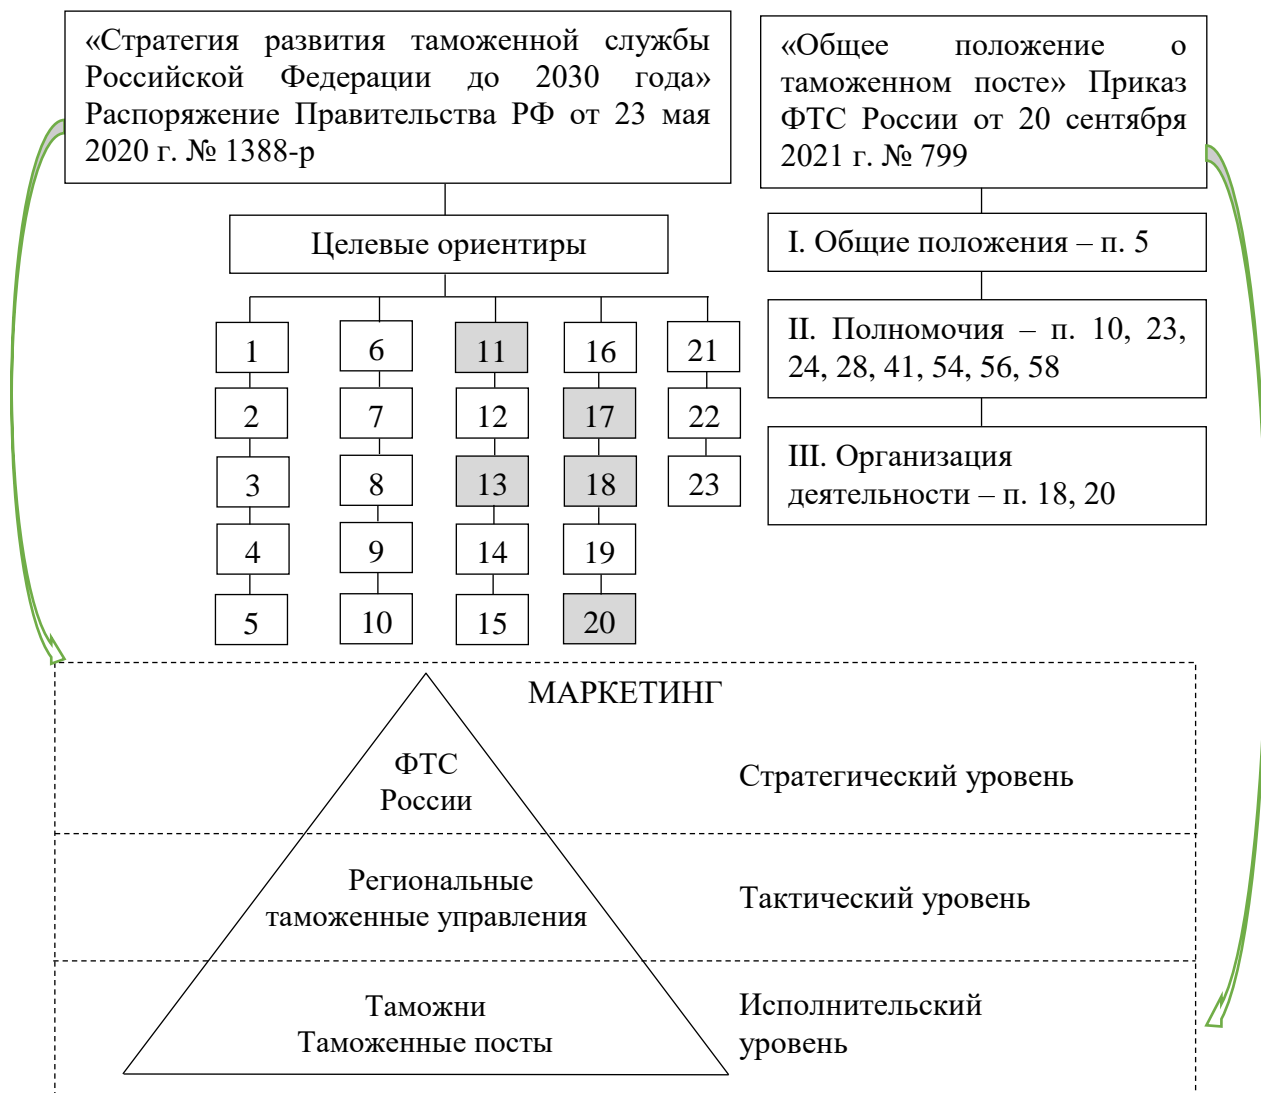 «Стратегия развития таможенной службы
Российской Федерации до 2030 года»
Распоряжение Правительства РФ от 23 мая
2020 г. № 1388-р
«Общее положение о
таможенном посте» Приказ
ФТС России от 20 сентября
2021 г. № 799
Целевые ориентиры
1
2
3
4
5
6
7
8
9
10
11
12
13
14
15
16
17
18
19
20
21
22
23
I. Общие положения – п. 5
II. Полномочия – п. 10, 23,
24, 28, 41, 54, 56, 58
III. Организация
деятельности – п. 18, 20
МАРКЕТИНГ
ФТС
России
Стратегический уровень
Региональные
таможенные управления
Тактический уровень
Таможни
Таможенные посты
Исполнительский
уровень